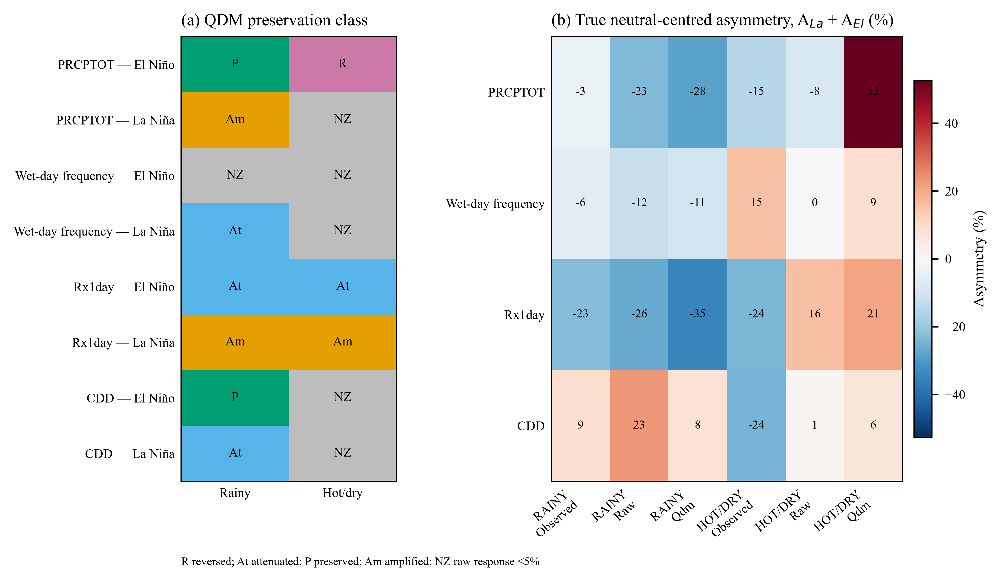 (a) QDM preservation class
PRCPTOT — El Niño
P
R
PRCPTOT — La Niña
Am
NZ
Wet-day frequency — El Niño
NZ
NZ
Wet-day frequency — La Niña
At
NZ
Rx1day — El Niño
At
At
Rx1day — La Niña
Am
Am
CDD — El Niño
P
NZ
CDD — La Niña
At
NZ
Rainy
Hot/dry
R reversed; At attenuated; P preserved; Am amplified; NZ raw response <5%
(b) True neutral-centred asymmetry, A_La + A_El (%)
PRCPTOT
-3
-23
-28
-15
-8
53
Wet-day frequency
-6
-12
-11
15
0
9
Rx1day
-23
-26
-35
-24
16
21
CDD
9
23
8
-24
1
6
RAINY
Observed
RAINY
Raw
RAINY
Qdm
HOT/DRY
Observed
HOT/DRY
Raw
HOT/DRY
Qdm
40
20
0
−20
−40
Asymmetry (%)